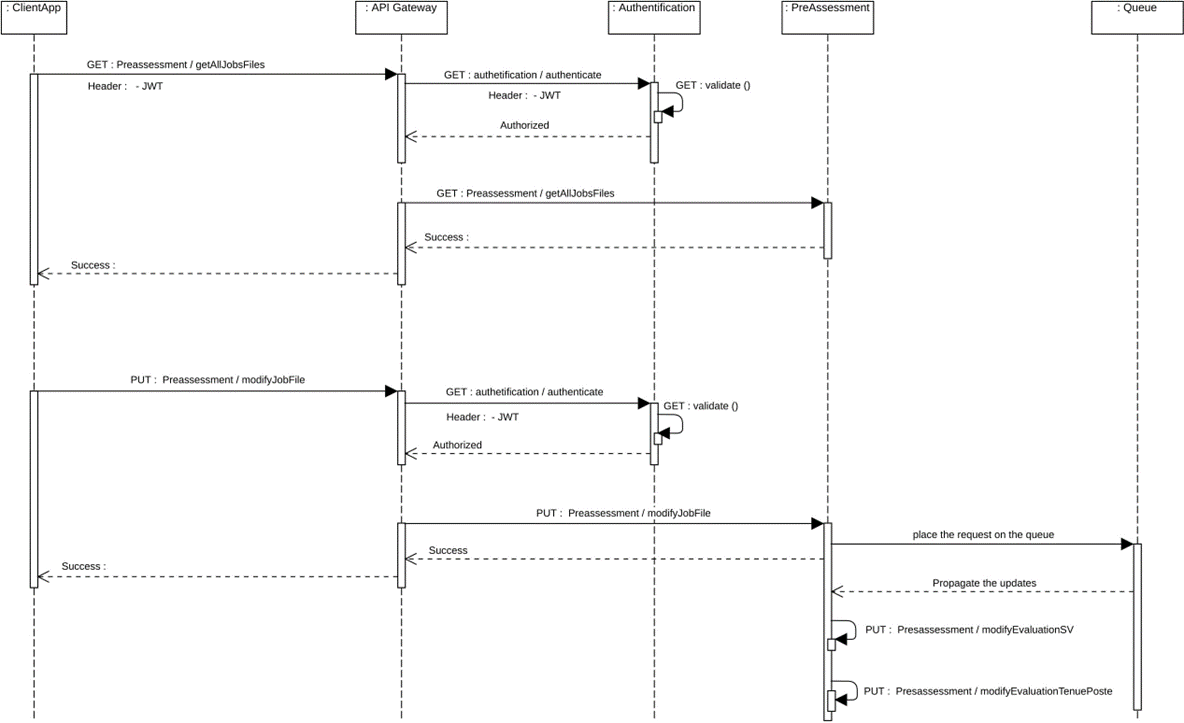 : ClientApp
: API Gateway
: Authentification
: PreAssessment
: Queue
GET : Preassessment / getAllJobsFiles
Header :   - JWT
GET : authetification / authenticate
Header :  - JWT
GET : validate ()
Authorized
GET : Preassessment / getAllJobsFiles
Success :
Success :
PUT :  Preassessment / modifyJobFile
GET : authetification / authenticate
Header :  - JWT
GET : validate ()
Authorized
PUT :  Preassessment / modifyJobFile
place the request on the queue
Success
Success :
Propagate the updates
PUT :  Presassessment / modifyEvaluationSV
PUT :  Presassessment / modifyEvaluationTenuePoste